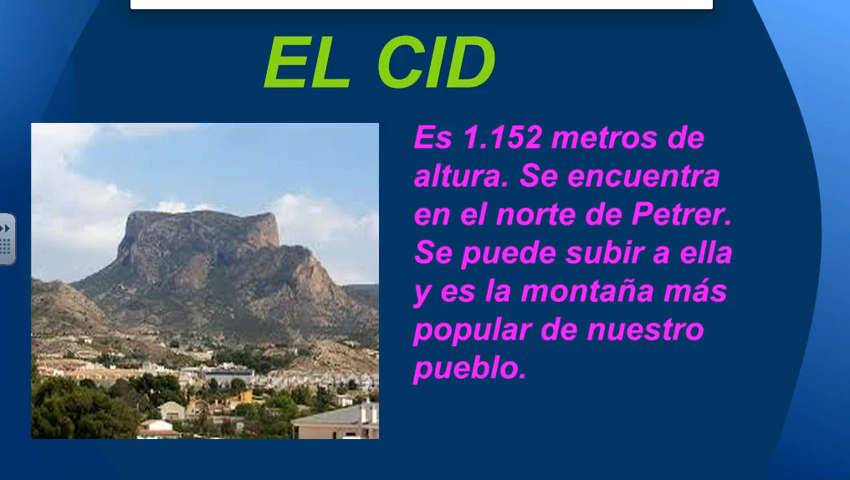 EL CID
Es 1.152 metros de
altura. Se encuentra
en el norte de Petrer.
Se puede subir a ella
y es la montaña más
popular de nuestro
pueblo.